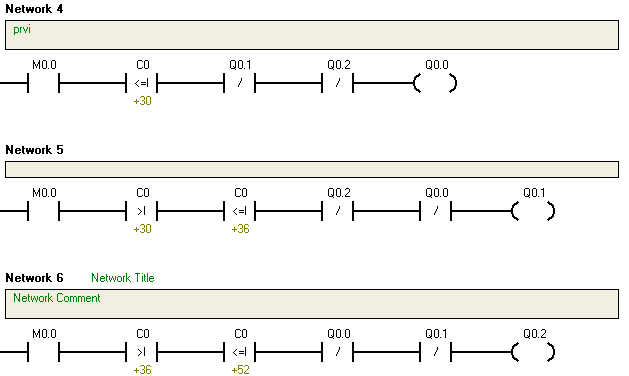 Network 4
prvi
M0.0 C0 Q0.1 Q0.2 Q0.0
<=I / /
+30
Network 5
M0.0 C0 C0 Q0.2 Q0.0 Q0.1
>I <=I / /
+30 +36
Network 6 Network Title
Network Comment
M0.0 C0 C0 Q0.0 Q0.1 Q0.2
>I <=I / /
+36 +52